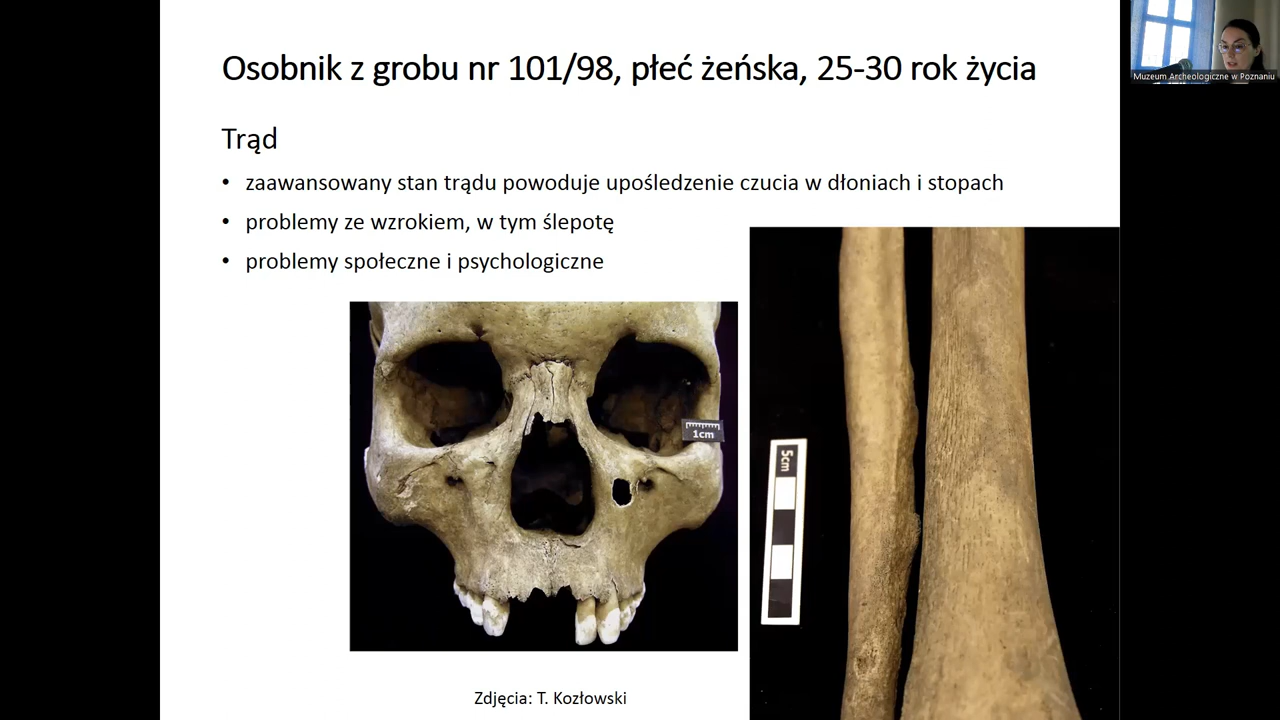 Osobnik z grobu nr 101/98, płeć żeńska, 25-30 rok życia
Muzeum Archeologiczne w Poznaniu
Trąd
• zaawansowany stan trądu powoduje upośledzenie czucia w dłoniach i stopach
• problemy ze wzrokiem, w tym ślepotę
• problemy społeczne i psychologiczne
1cm
5cm
Zdjęcia: T. Kozłowski